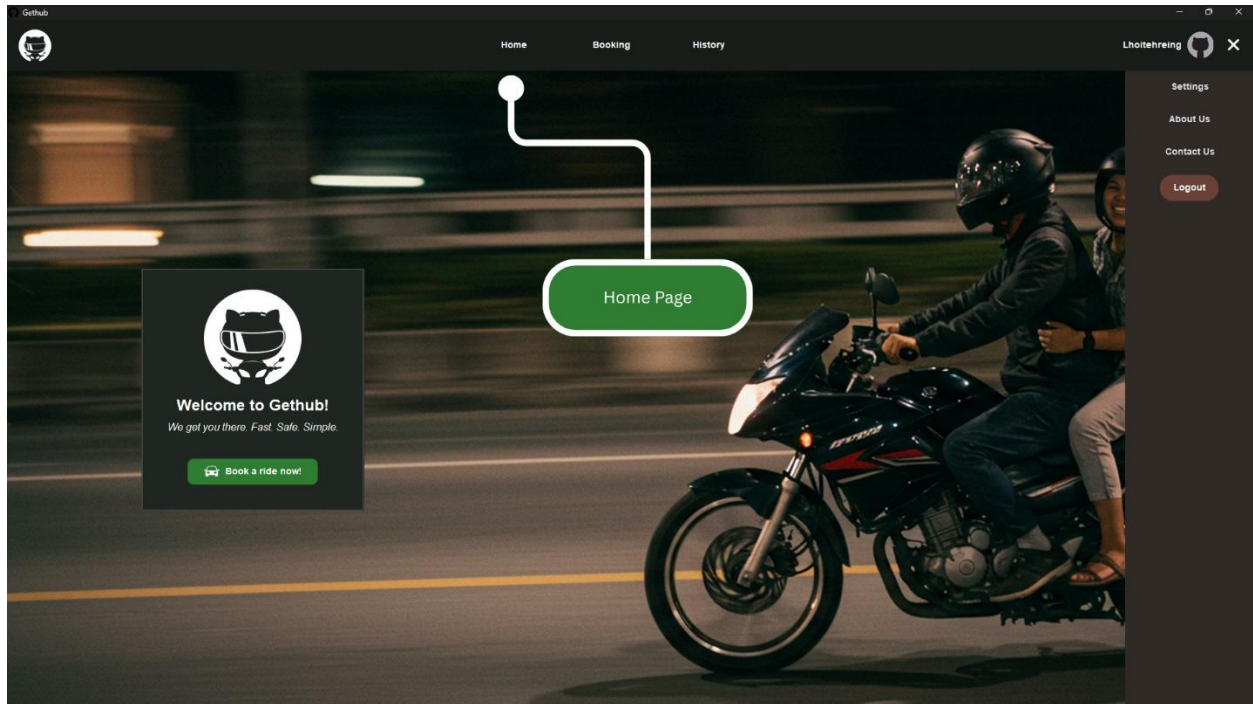 Gethub
Home Booking History Lhoitehreing
Settings
About Us
Contact Us
Logout
Home Page
Welcome to Gethub!
We get you there. Fast. Safe. Simple.
Book a ride now!